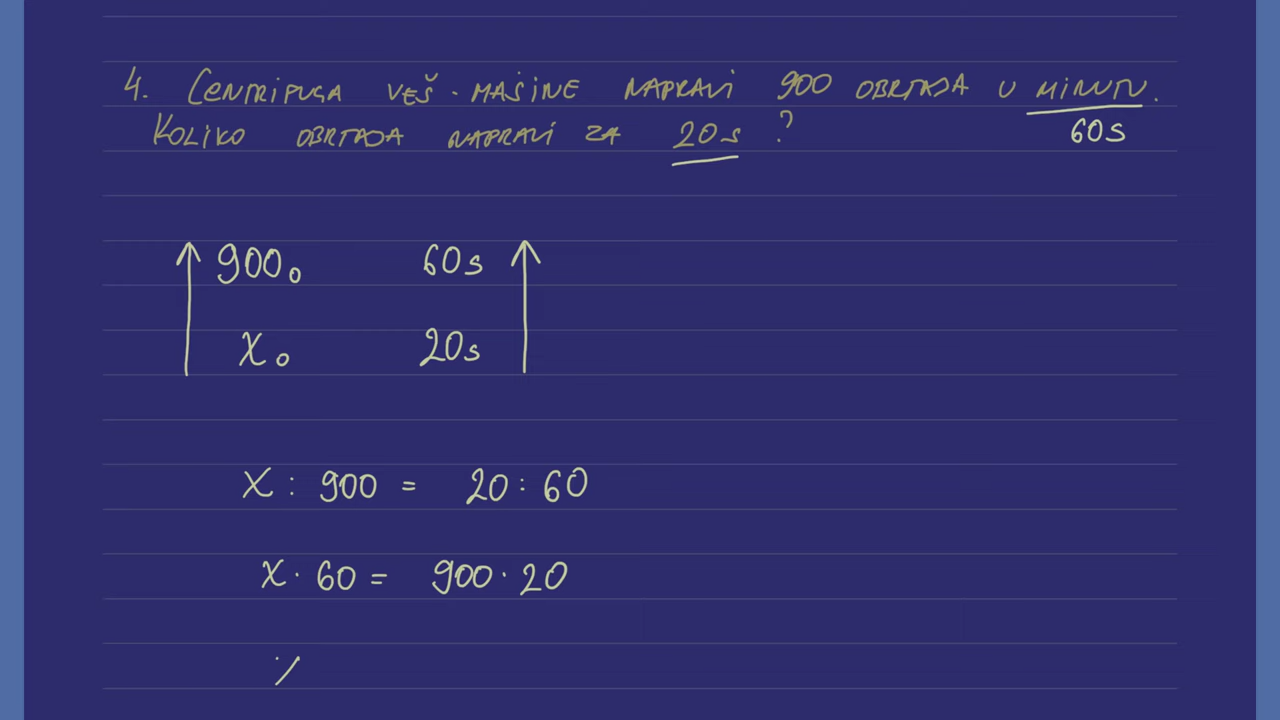 4. CENTRIFUGA VEŠ-MAŠINE NAPRAVI 900 OBRTAJA U MINUTU.
60s
KOLIKO OBRTAJA NAPRAVI ZA 20s ?
900o 60s
xo 20s
x : 900 = 20 : 60
x · 60 = 900 · 20